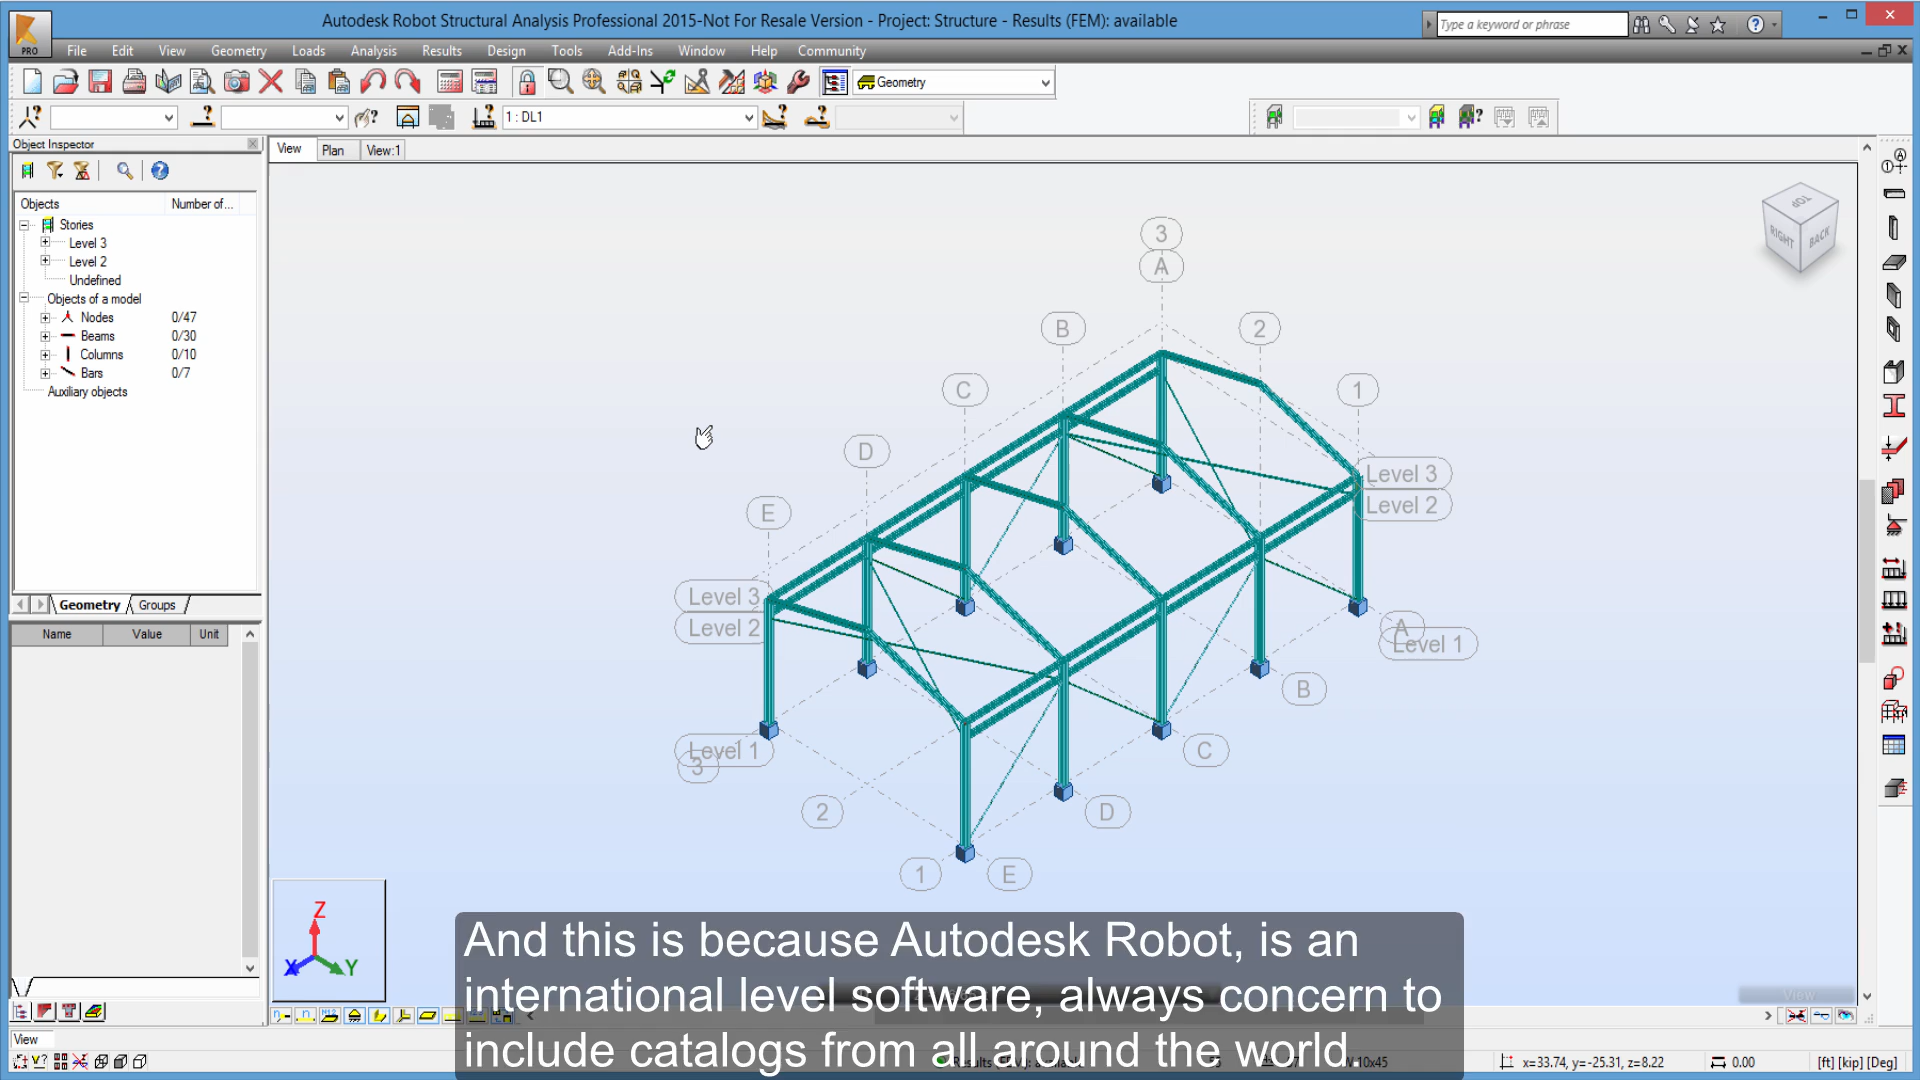 Autodesk Robot Structural Analysis Professional 2015-Not For Resale Version - Project: Structure - Results (FEM): available
Type a keyword or phrase
PRO
File Edit View Geometry Loads Analysis Results Design Tools Add-Ins Window Help Community
Geometry
1 : DL1
Object Inspector
View Plan View:1
Objects Number of...
Stories
Level 3
Level 2
Undefined
Objects of a model
Nodes 0/47
Beams 0/30
Columns 0/10
Bars 0/7
Auxiliary objects
Geometry Groups
Name Value Unit
TOP
RIGHT BACK
3
A
B 2
C 1
D
Level 3
Level 2
E
Level 3
Level 2
A
Level 1
B
Level 1
3
C
2 D
1 E
Z
X Y
And this is because Autodesk Robot, is an
international level software, always concern to
include catalogs from all around the world.
View
View
x=33.74, y=-25.31, z=8.22
0.00
[ft] [kip] [Deg]